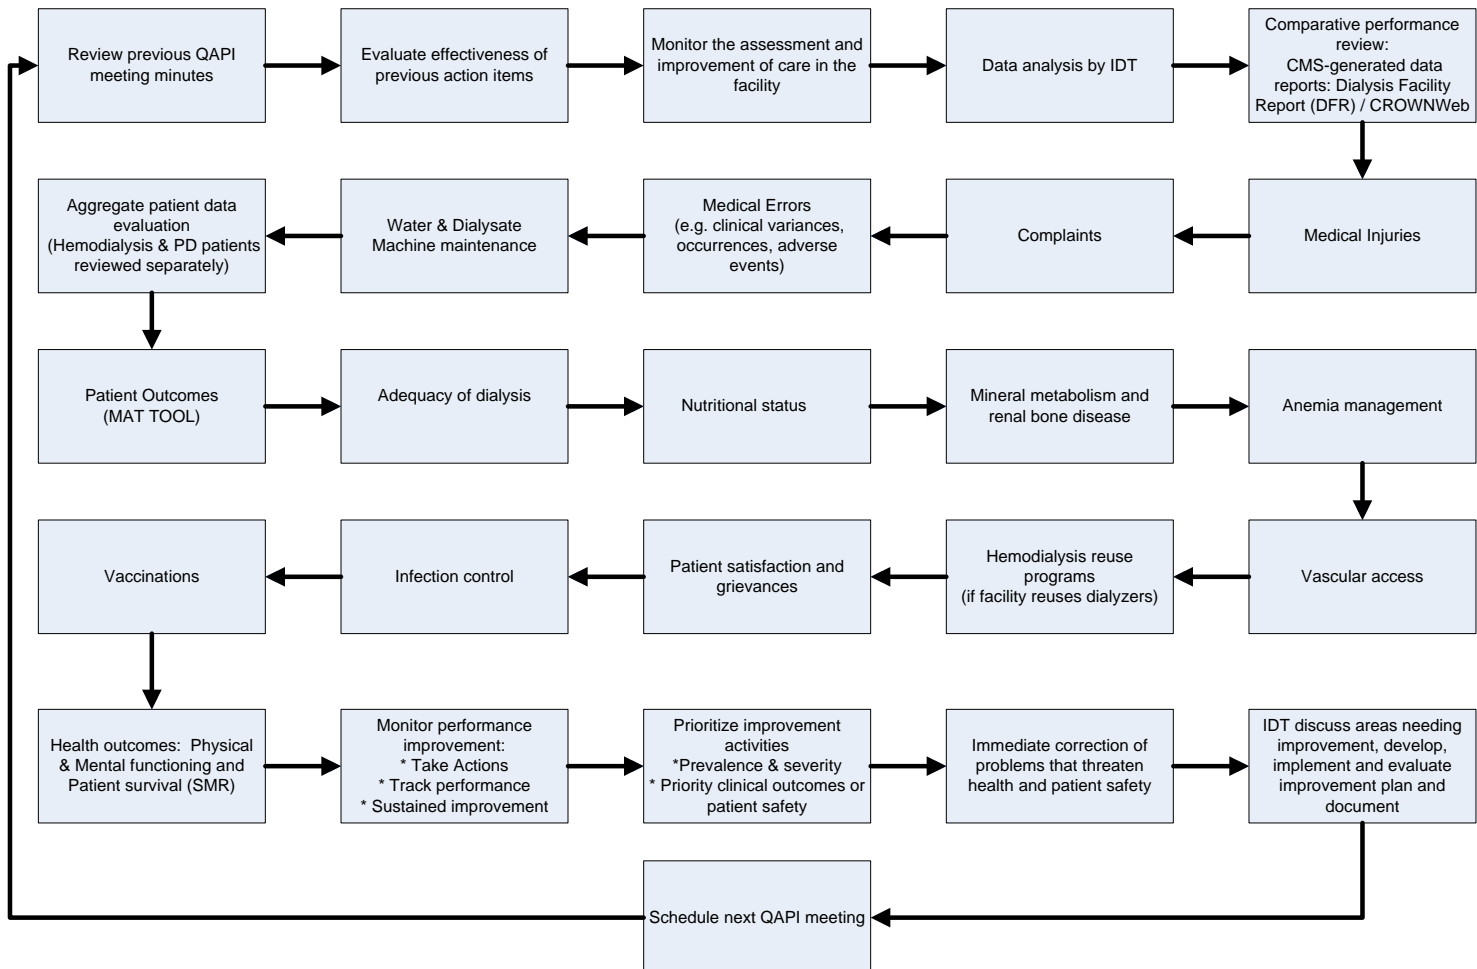 Review previous QAPI
meeting minutes
Evaluate effectiveness of
previous action items
Monitor the assessment and
improvement of care in the
facility
Data analysis by IDT
Comparative performance
review:
CMS-generated data
reports: Dialysis Facility
Report (DFR) / CROWNWeb
Medical Injuries
Complaints
Medical Errors
(e.g. clinical variances,
occurrences, adverse
events)
Water & Dialysate
Machine maintenance
Aggregate patient data
evaluation
(Hemodialysis & PD patients
reviewed separately)
Patient Outcomes
(MAT TOOL)
Adequacy of dialysis
Nutritional status
Mineral metabolism and
renal bone disease
Anemia management
Vascular access
Hemodialysis reuse
programs
(if facility reuses dialyzers)
Patient satisfaction and
grievances
Infection control
Vaccinations
Health outcomes: Physical
& Mental functioning and
Patient survival (SMR)
Monitor performance
improvement:
* Take Actions
* Track performance
* Sustained improvement
Prioritize improvement
activities
*Prevalence & severity
* Priority clinical outcomes or
patient safety
Immediate correction of
problems that threaten
health and patient safety
IDT discuss areas needing
improvement, develop,
implement and evaluate
improvement plan and
document
Schedule next QAPI meeting